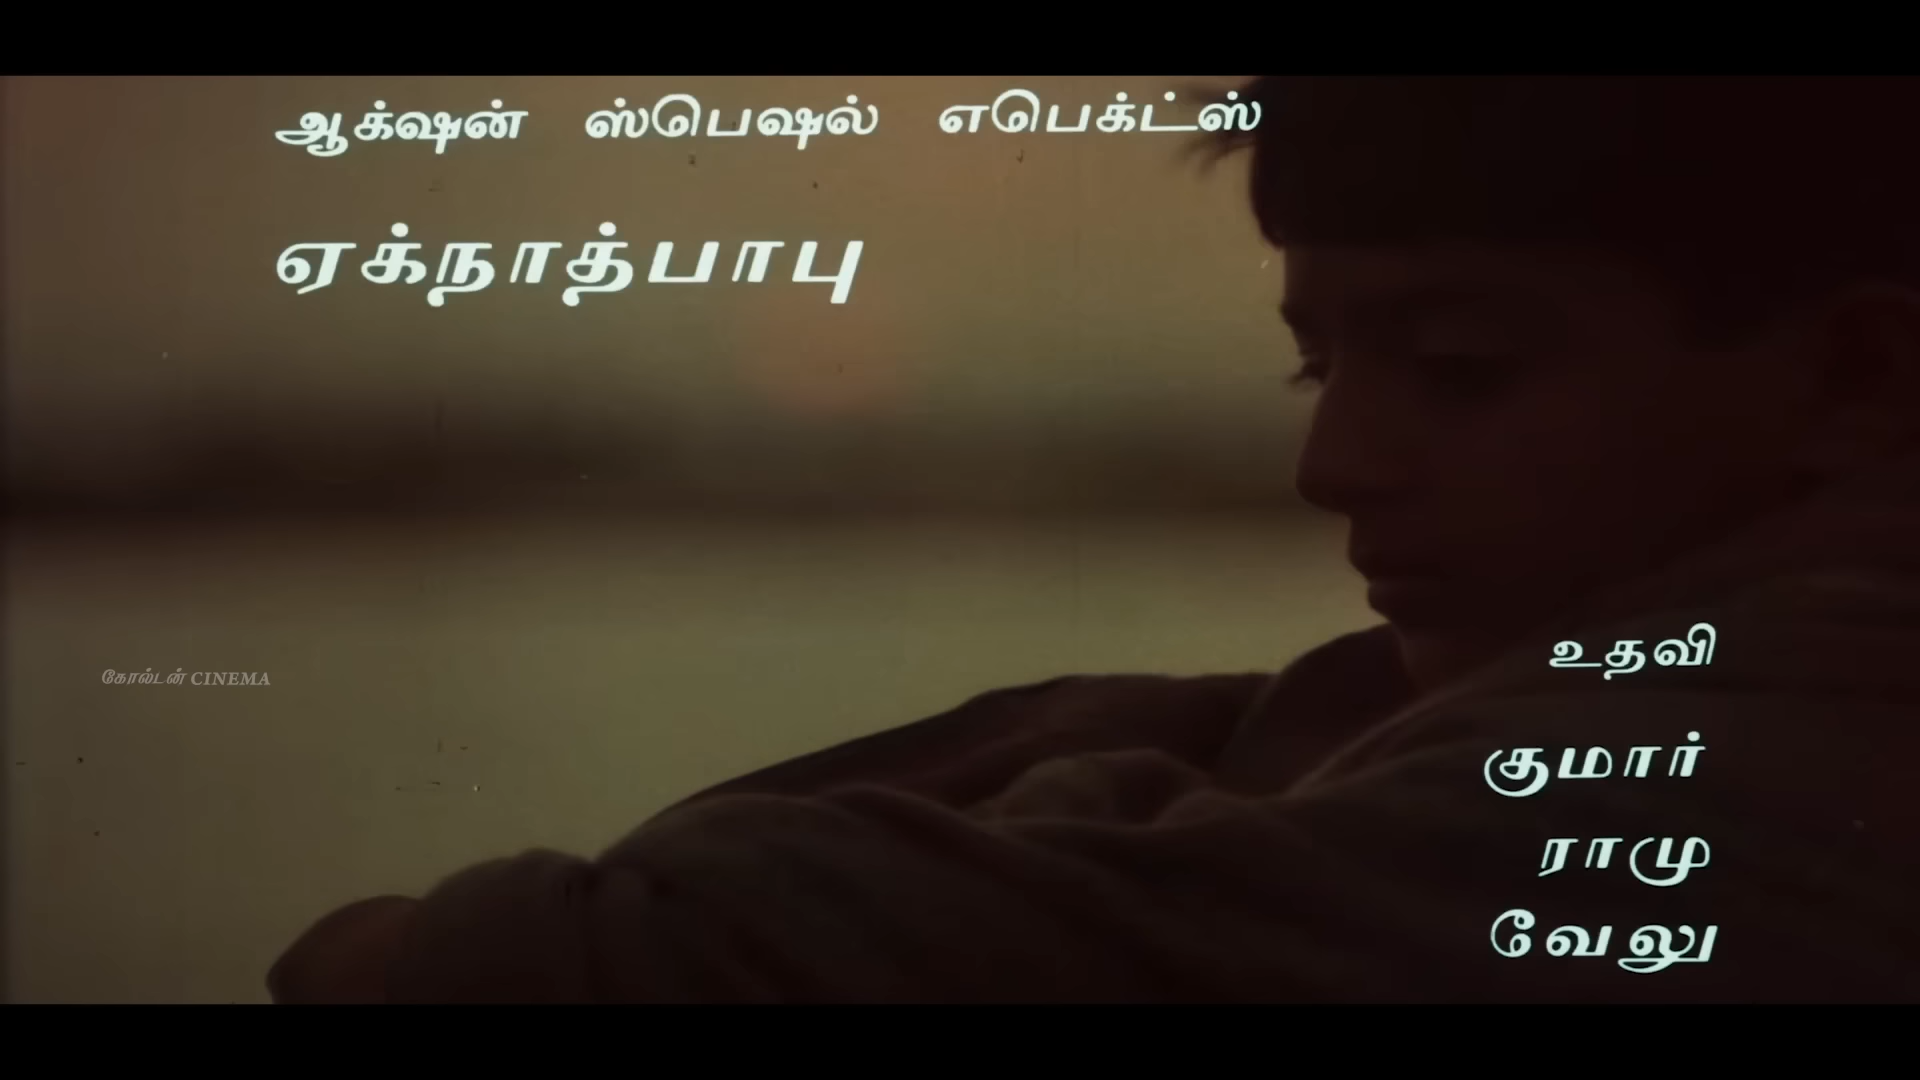 ஆக்‌ஷன் ஸ்பெஷல் எபெக்ட்ஸ்
ஏக்நாத்பாபு
கோல்டன் CINEMA
உதவி
குமார்
ராமு
வேலு